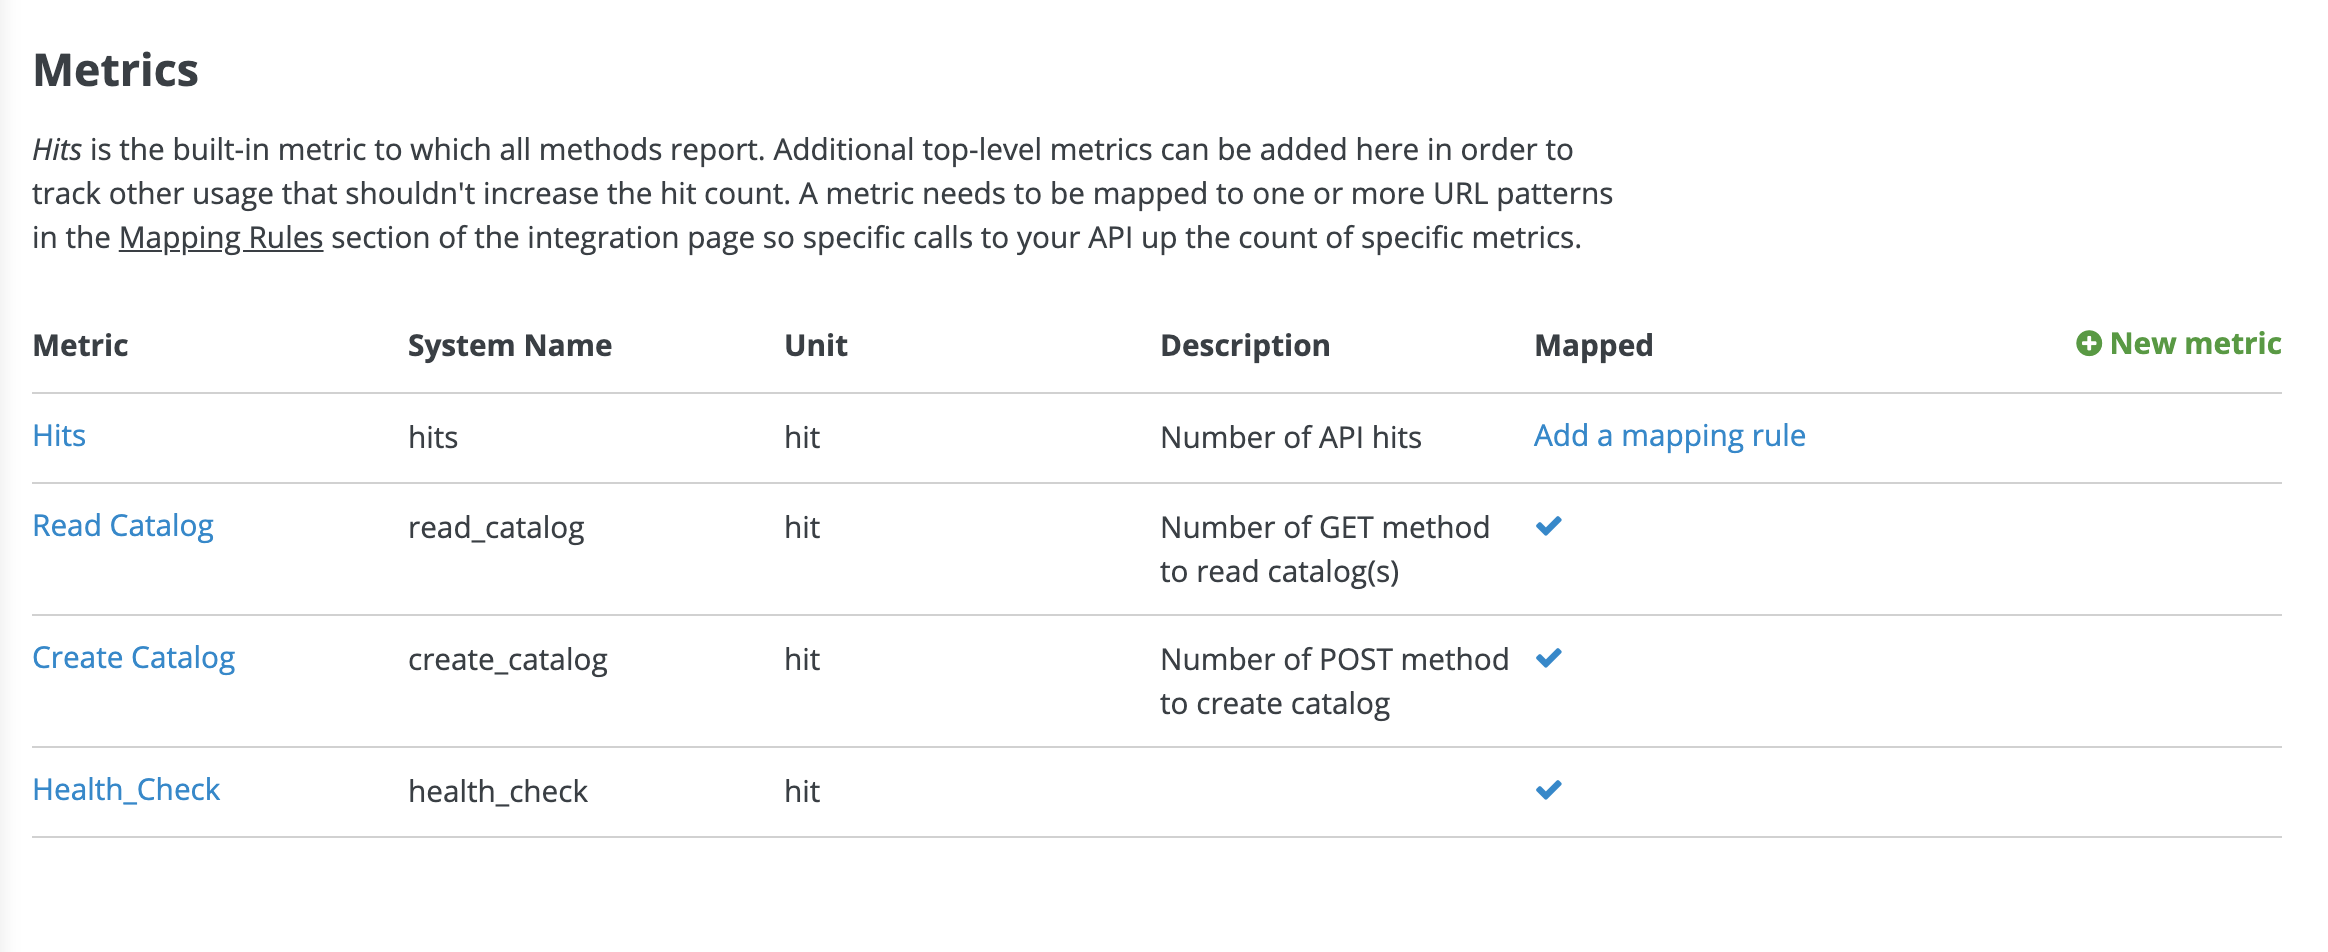 Metrics
Hits is the built-in metric to which all methods report. Additional top-level metrics can be added here in order to
track other usage that shouldn't increase the hit count. A metric needs to be mapped to one or more URL patterns
in the Mapping Rules section of the integration page so specific calls to your API up the count of specific metrics.
Metric System Name Unit Description Mapped New metric
Hits hits hit Number of API hits Add a mapping rule
Read Catalog read_catalog hit Number of GET method
to read catalog(s)
Create Catalog create_catalog hit Number of POST method
to create catalog
Health_Check health_check hit